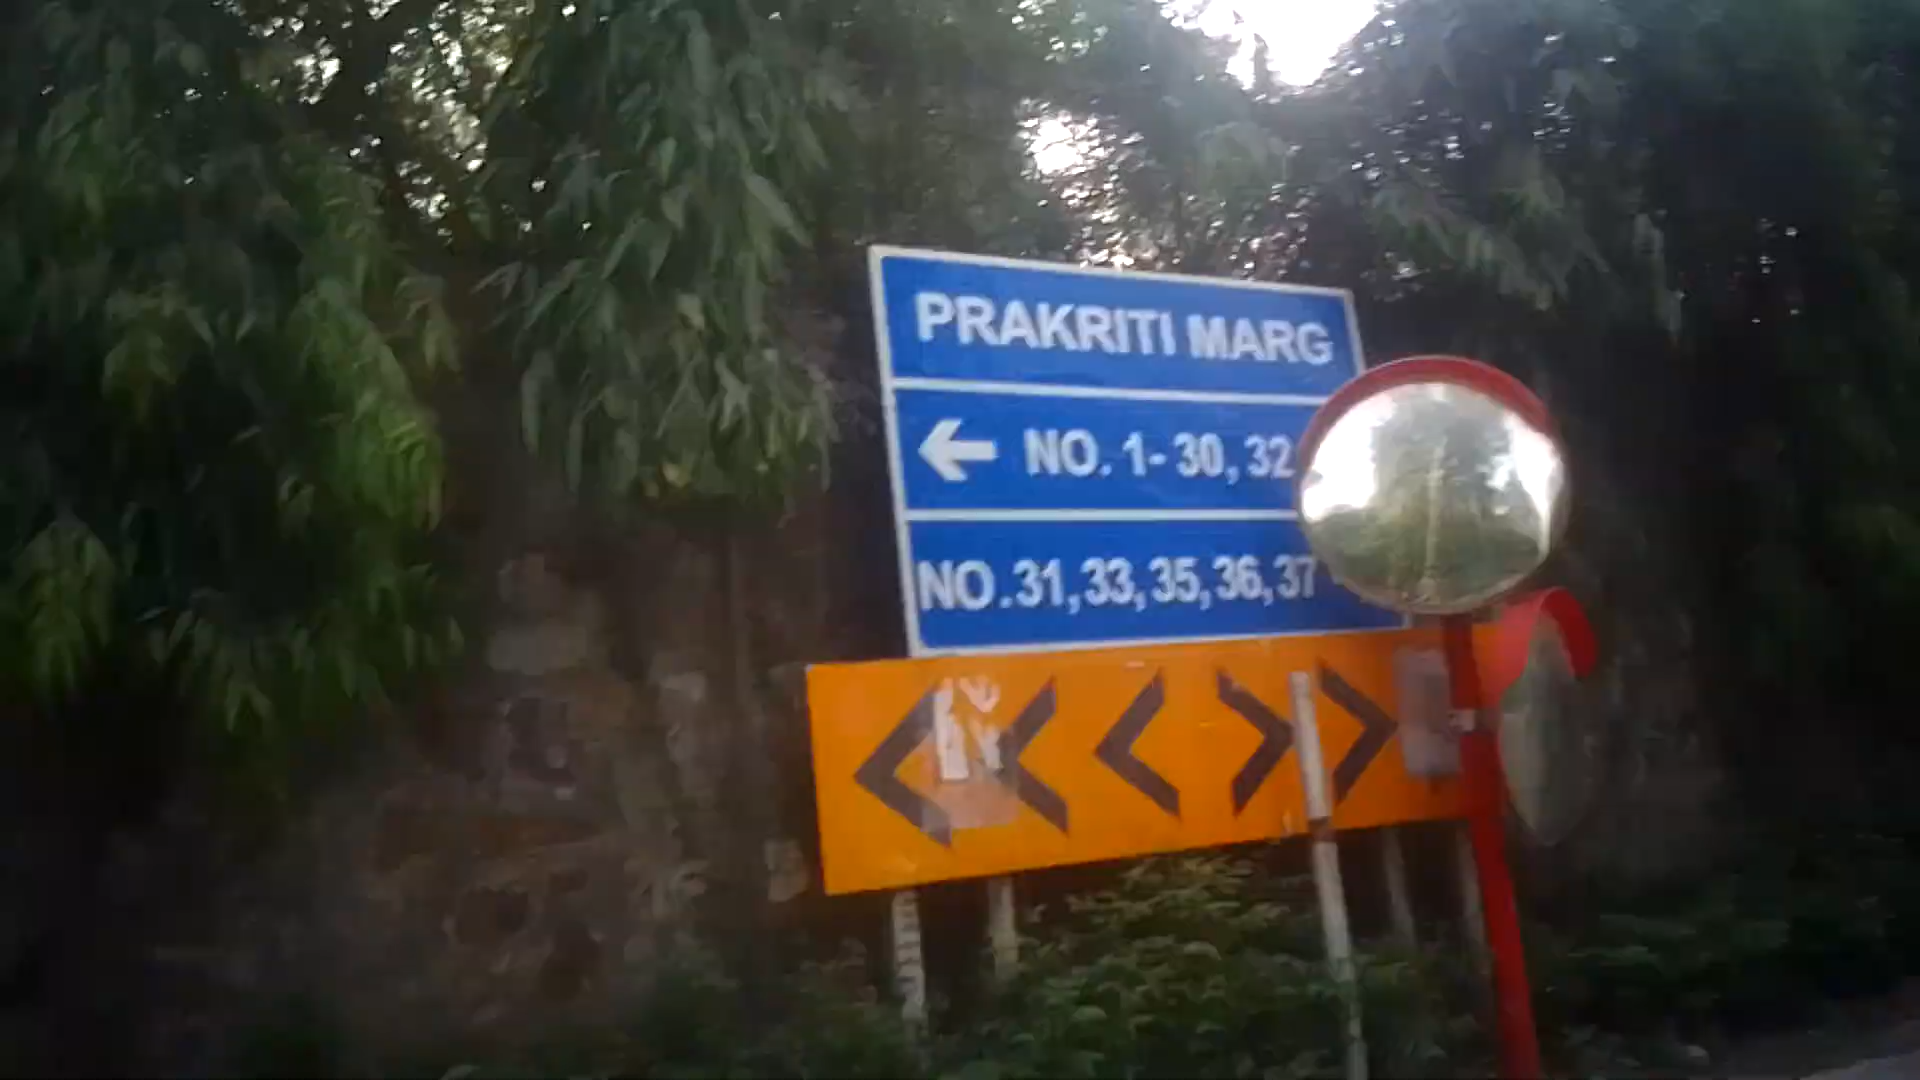 PRAKRITI MARG
← NO. 1-30, 32
NO.31,33,35,36,37